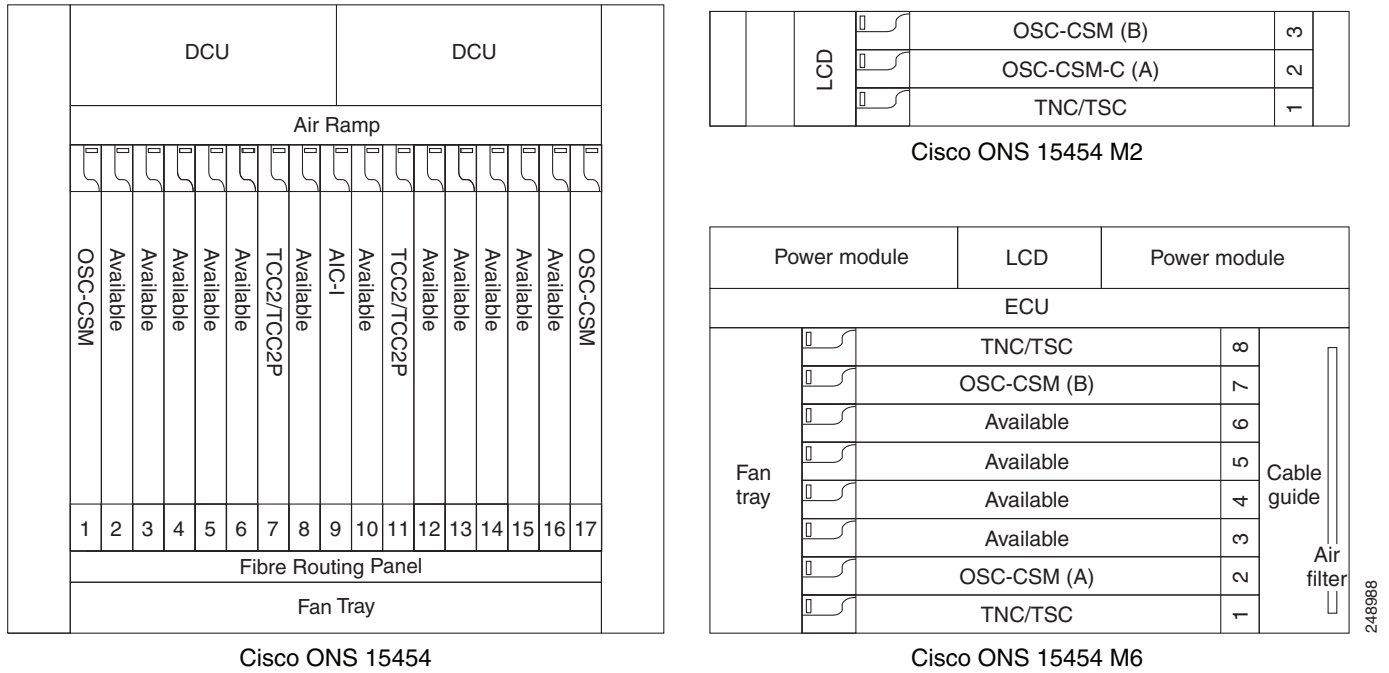 DCU DCU
Air Ramp
OSC-CSM
Available
Available
Available
Available
Available
TCC2/TCC2P
Available
AIC-I
Available
TCC2/TCC2P
Available
Available
Available
Available
Available
OSC-CSM
1 2 3 4 5 6 7 8 9 10 11 12 13 14 15 16 17
Fibre Routing Panel
Fan Tray
Cisco ONS 15454
LCD
OSC-CSM (B) 3
OSC-CSM-C (A) 2
TNC/TSC 1
Cisco ONS 15454 M2
Power module LCD Power module
ECU
Fan
tray
TNC/TSC 8
OSC-CSM (B) 7
Available 6
Available 5
Available 4
Available 3
OSC-CSM (A) 2
TNC/TSC 1
Cable
guide
Air
filter
Cisco ONS 15454 M6
248988